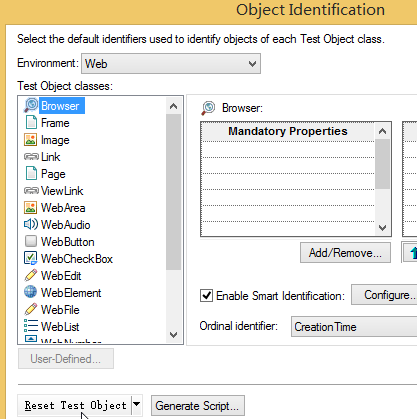 Object Identification
Select the default identifiers used to identify objects of each Test Object class.
Environment: Web
Test Object classes:
Browser
Frame
Image
Link
Page
ViewLink
WebArea
WebAudio
WebButton
WebCheckBox
WebEdit
WebElement
WebFile
WebList
WebNumber
User-Defined...
Browser:
Mandatory Properties
Add/Remove...
Enable Smart Identification: Configure...
Ordinal identifier: CreationTime
Reset Test Object
Generate Script...